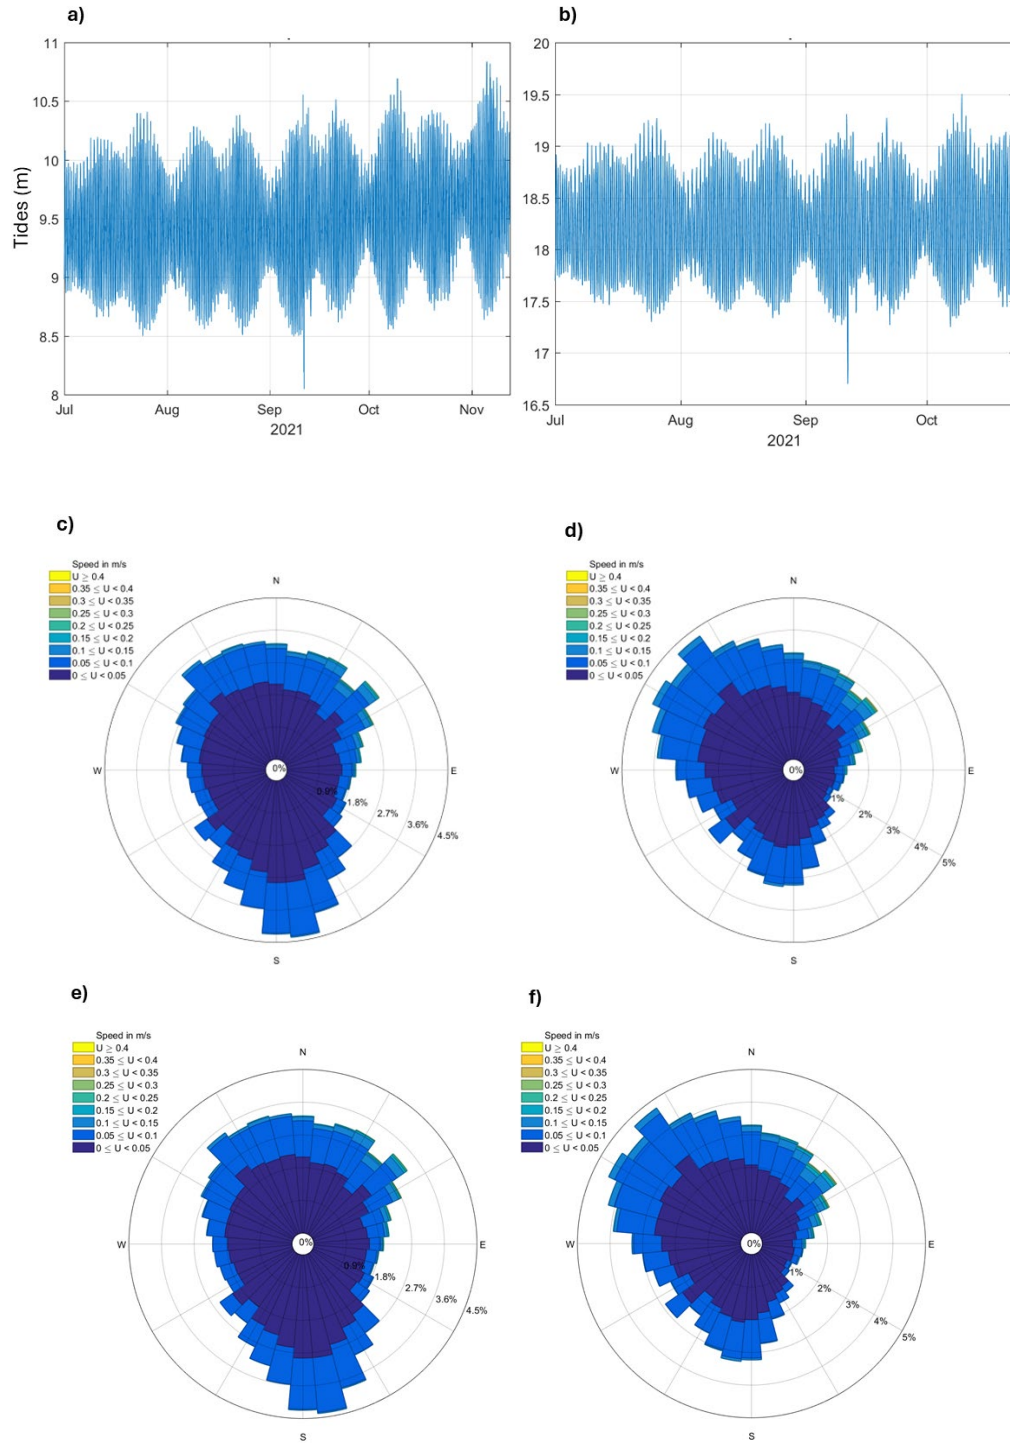 a)
b)
11
10.5
10
9.5
9
8.5
8
Tides (m)
Jul
Aug
Sep
Oct
Nov
2021
20
19.5
19
18.5
18
17.5
17
16.5
Jul
Aug
Sep
Oct
2021
c)
Speed in m/s
U ≥ 0.4
0.35 ≤ U < 0.4
0.3 ≤ U < 0.35
0.25 ≤ U < 0.3
0.2 ≤ U < 0.25
0.15 ≤ U < 0.2
0.1 ≤ U < 0.15
0.05 ≤ U < 0.1
0 ≤ U < 0.05
N
W
E
S
0%
0.9%
1.8%
2.7%
3.6%
4.5%
d)
Speed in m/s
U ≥ 0.4
0.35 ≤ U < 0.4
0.3 ≤ U < 0.35
0.25 ≤ U < 0.3
0.2 ≤ U < 0.25
0.15 ≤ U < 0.2
0.1 ≤ U < 0.15
0.05 ≤ U < 0.1
0 ≤ U < 0.05
N
W
E
S
0%
1%
2%
3%
4%
5%
e)
Speed in m/s
U ≥ 0.4
0.35 ≤ U < 0.4
0.3 ≤ U < 0.35
0.25 ≤ U < 0.3
0.2 ≤ U < 0.25
0.15 ≤ U < 0.2
0.1 ≤ U < 0.15
0.05 ≤ U < 0.1
0 ≤ U < 0.05
N
W
E
S
0%
0.9%
1.8%
2.7%
3.6%
4.5%
f)
Speed in m/s
U ≥ 0.4
0.35 ≤ U < 0.4
0.3 ≤ U < 0.35
0.25 ≤ U < 0.3
0.2 ≤ U < 0.25
0.15 ≤ U < 0.2
0.1 ≤ U < 0.15
0.05 ≤ U < 0.1
0 ≤ U < 0.05
N
W
E
S
0%
1%
2%
3%
4%
5%